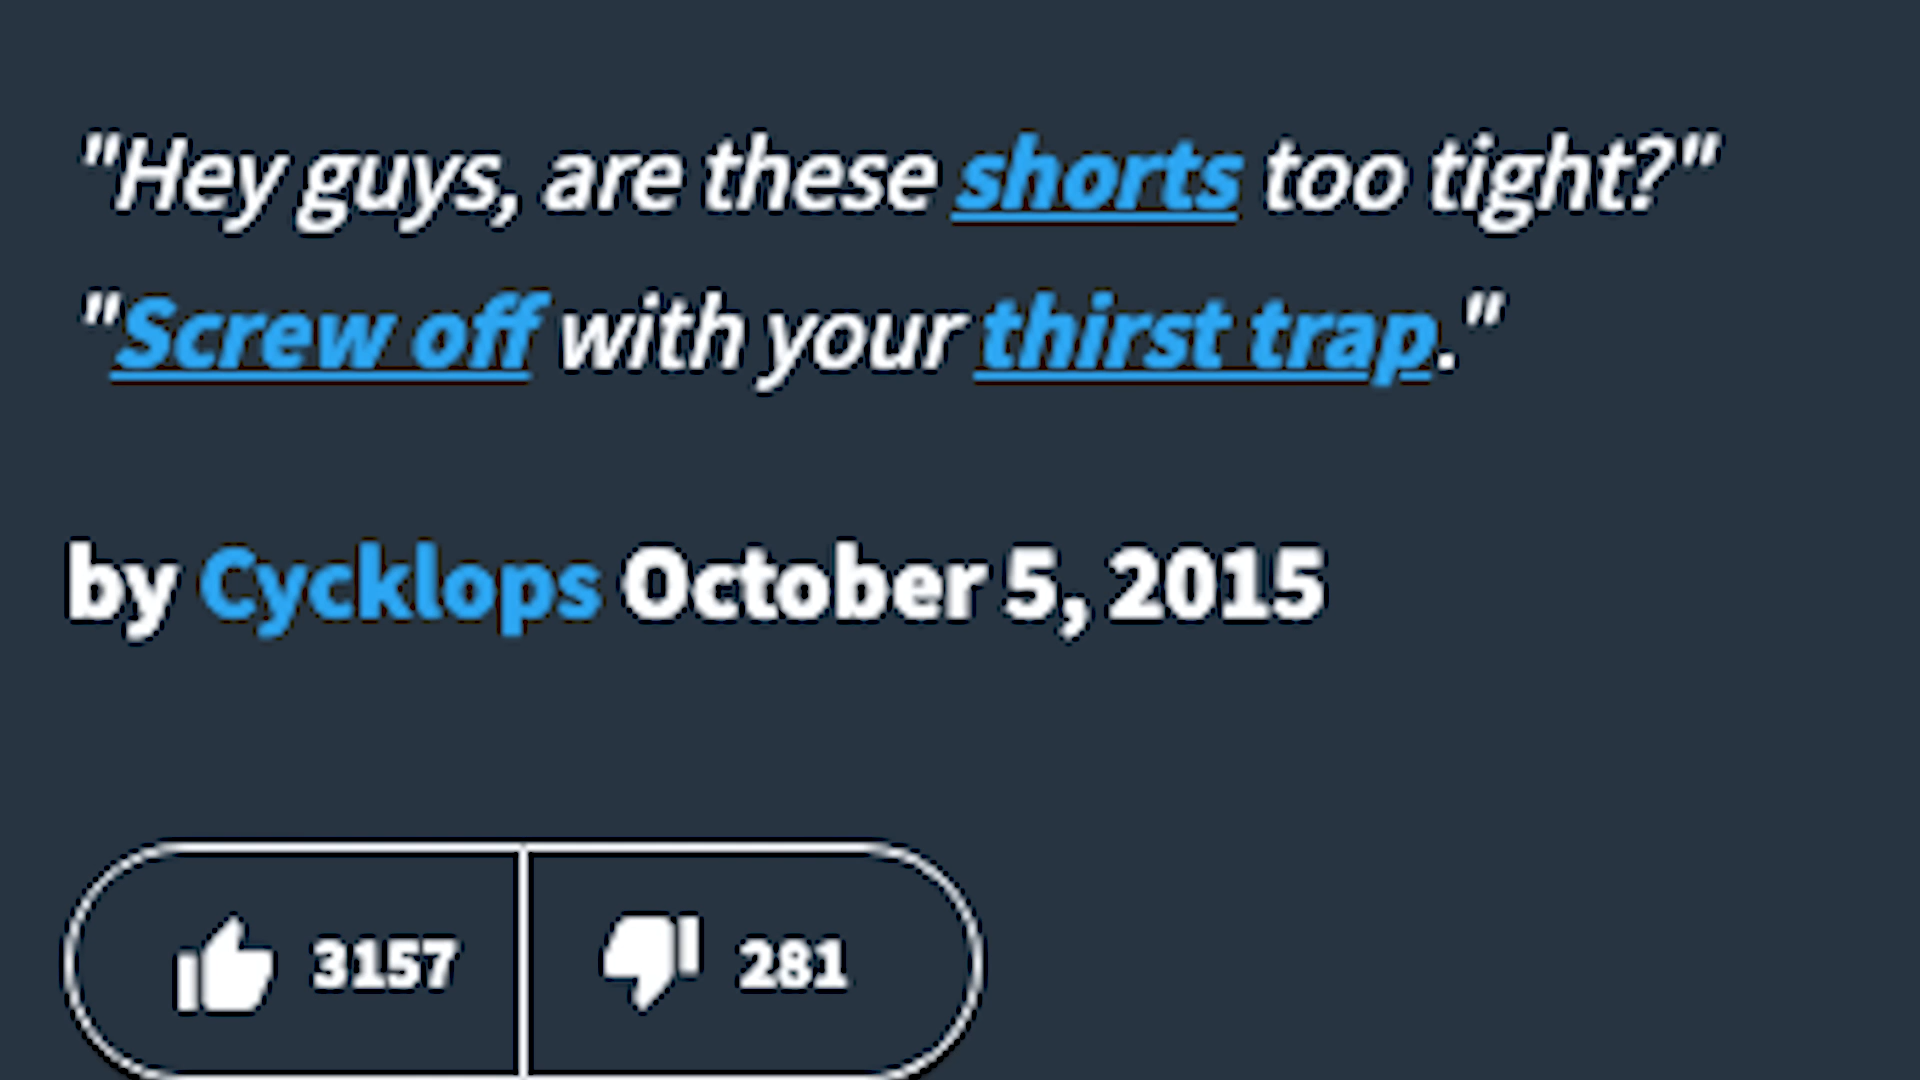 "Hey guys, are these shorts too tight?"
"Screw off with your thirst trap."
by Cycklops October 5, 2015
3157 281